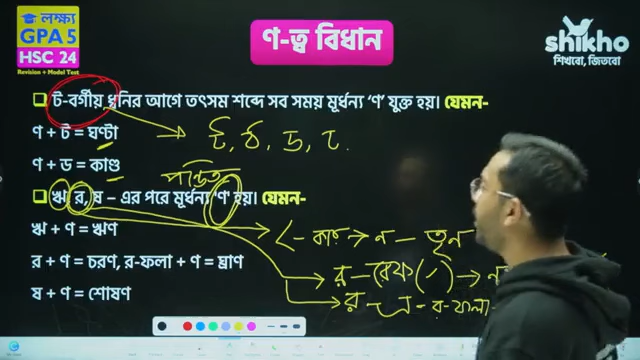 লক্ষ্য
GPA 5
HSC 24
Revision + Model Test
ণ-ত্ব বিধান
shikho
শিখবো, জিতবো
ট-বর্গীয় ধ্বনির আগে তৎসম শব্দে সব সময় মূর্ধন্য ‘ণ’ যুক্ত হয়। যেমন-
ণ + ট = ঘণ্টা
ট, ঠ, ড, ঢ
ণ + ড = কাণ্ড
পণ্ডিত
ঋ র, ষ – এর পরে মূর্ধন্য ‘ণ’ হয়। যেমন-
ঋ + ণ = ঋণ
র + ণ = চরণ, র-ফলা + ণ = ঘ্রাণ
র্ – রেফ
র-ফলা
ষ + ণ = শোষণ